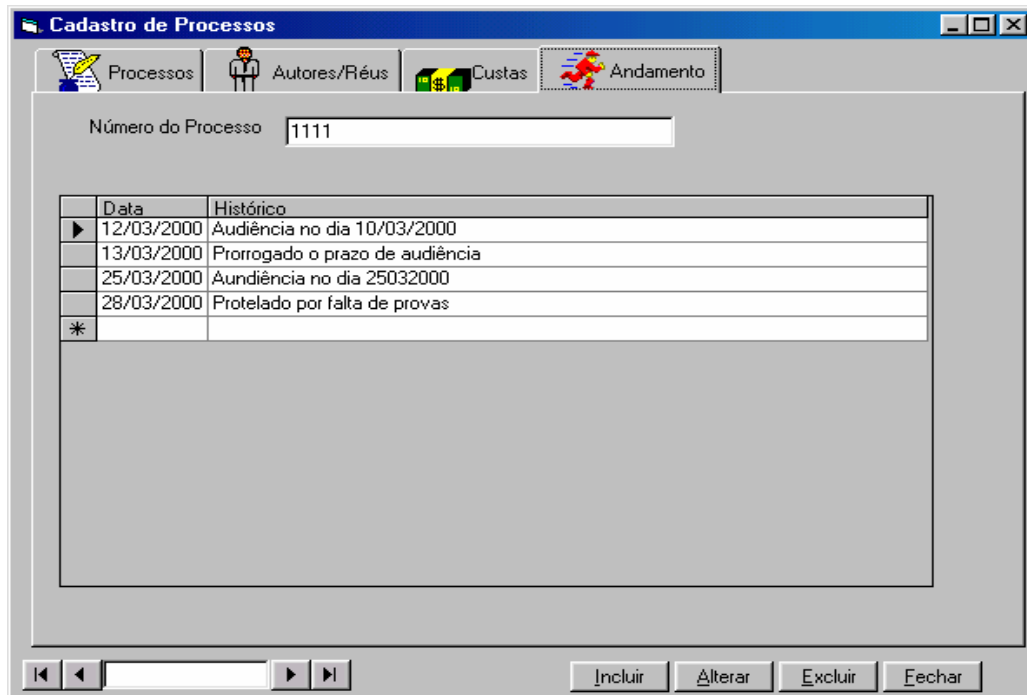 Cadastro de Processos
Processos Autores/Réus Custas Andamento
Número do Processo 1111
Data Histórico
12/03/2000 Audiência no dia 10/03/2000
13/03/2000 Prorrogado o prazo de audiência
25/03/2000 Aundiência no dia 25032000
28/03/2000 Protelado por falta de provas
Incluir Alterar Excluir Fechar